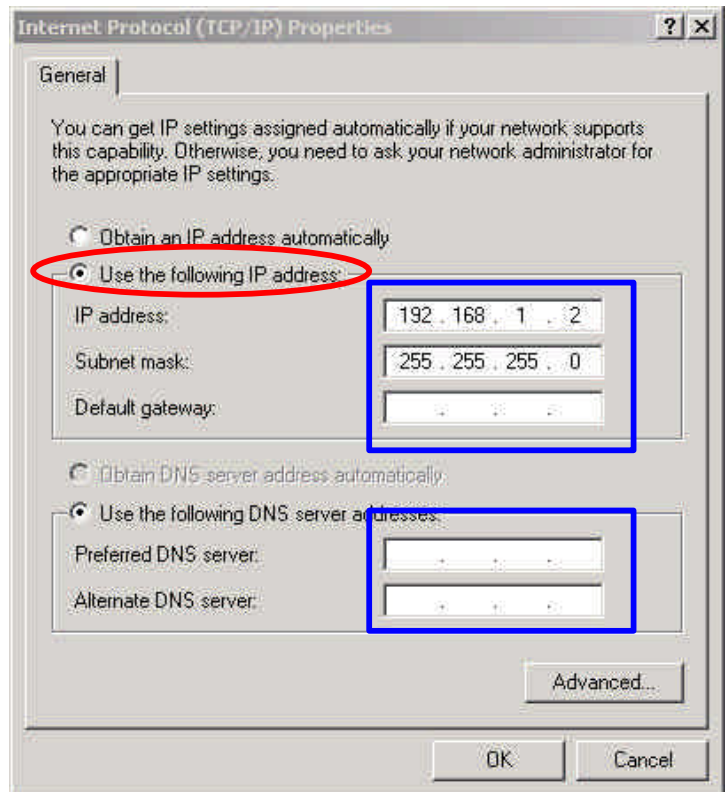 Internet Protocol (TCP/IP) Properties
General
You can get IP settings assigned automatically if your network supports
this capability. Otherwise, you need to ask your network administrator for
the appropriate IP settings.
Obtain an IP address automatically
Use the following IP address:
IP address: 192 . 168 . 1 . 2
Subnet mask: 255 . 255 . 255 . 0
Default gateway: . . .
Obtain DNS server address automatically
Use the following DNS server addresses:
Preferred DNS server: . . .
Alternate DNS server: . . .
Advanced...
OK Cancel